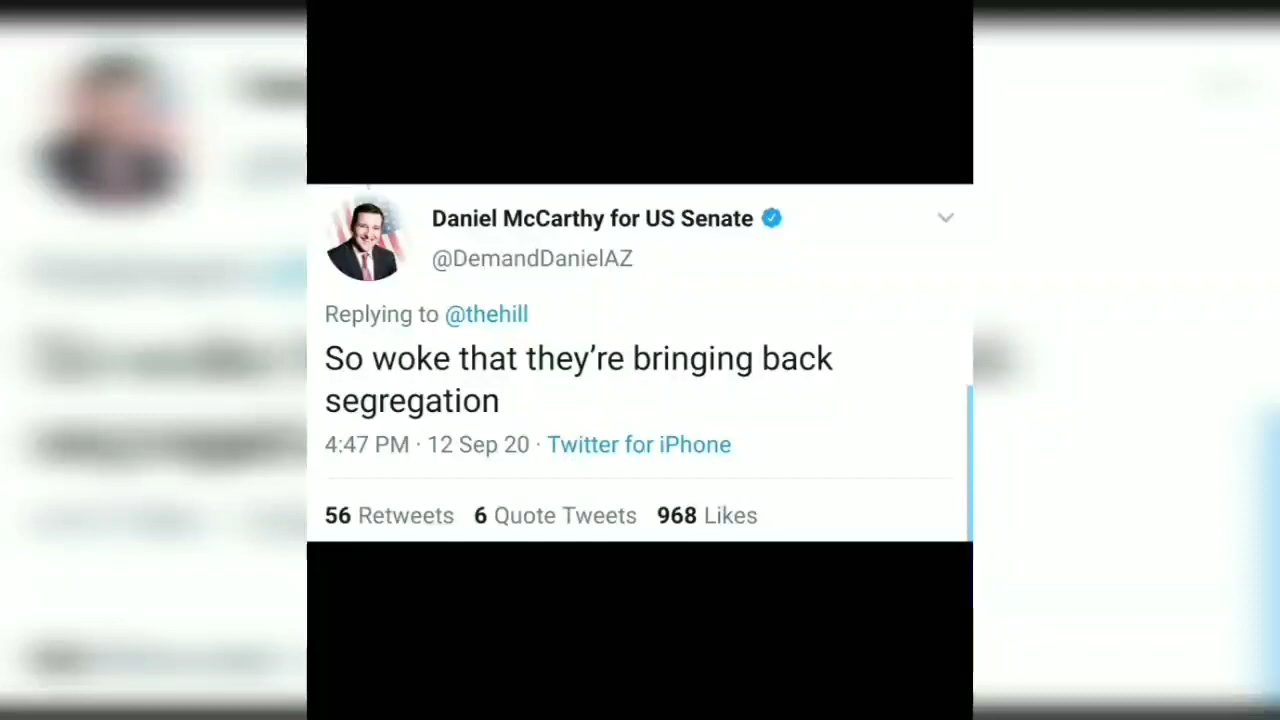 Daniel McCarthy for US Senate
@DemandDanielAZ
Replying to @thehill
So woke that they’re bringing back
segregation
4:47 PM · 12 Sep 20 · Twitter for iPhone
56 Retweets 6 Quote Tweets 968 Likes